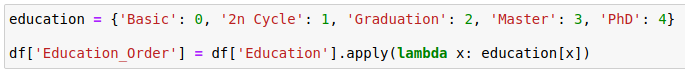 education = {'Basic': 0, '2n Cycle': 1, 'Graduation': 2, 'Master': 3, 'PhD': 4}
df['Education_Order'] = df['Education'].apply(lambda x: education[x])